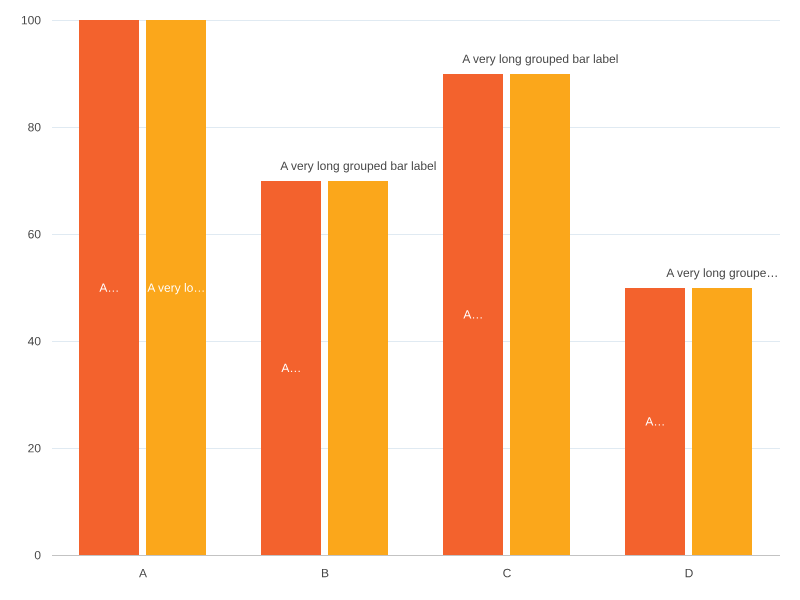 100
A very long grouped bar label
80
A very long grouped bar label
60
A very long groupe…
A…
A very lo…
40
A…
A…
A…
20
0
A
B
C
D